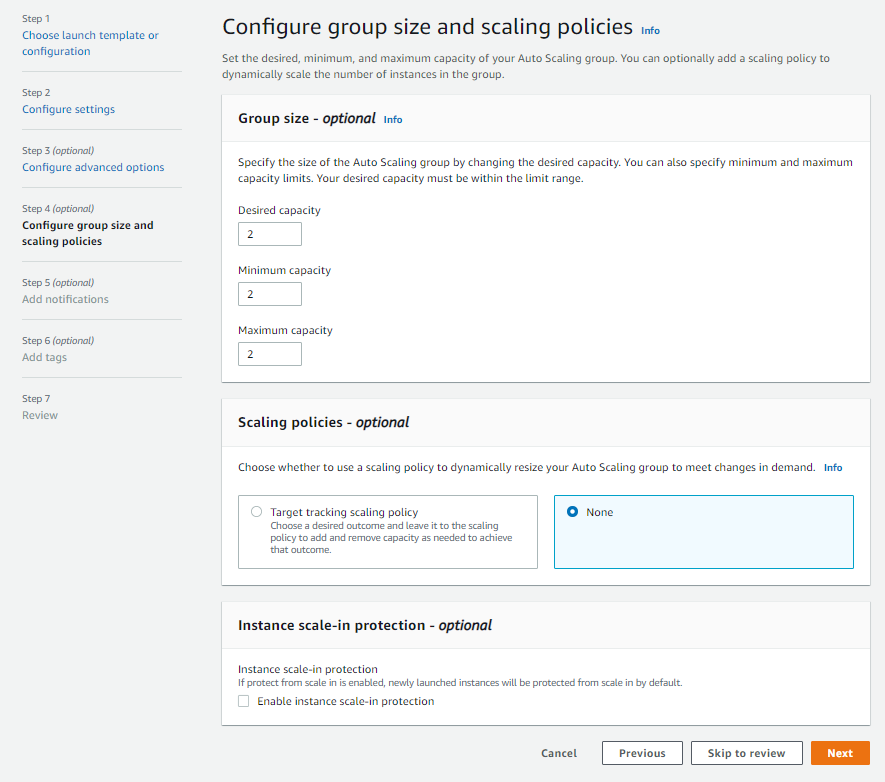 Step 1
Choose launch template or
configuration
Step 2
Configure settings
Step 3 (optional)
Configure advanced options
Step 4 (optional)
Configure group size and
scaling policies
Step 5 (optional)
Add notifications
Step 6 (optional)
Add tags
Step 7
Review
Configure group size and scaling policies Info
Set the desired, minimum, and maximum capacity of your Auto Scaling group. You can optionally add a scaling policy to
dynamically scale the number of instances in the group.
Group size - optional Info
Specify the size of the Auto Scaling group by changing the desired capacity. You can also specify minimum and maximum
capacity limits. Your desired capacity must be within the limit range.
Desired capacity
2
Minimum capacity
2
Maximum capacity
2
Scaling policies - optional
Choose whether to use a scaling policy to dynamically resize your Auto Scaling group to meet changes in demand. Info
Target tracking scaling policy
Choose a desired outcome and leave it to the scaling
policy to add and remove capacity as needed to achieve
that outcome.
None
Instance scale-in protection - optional
Instance scale-in protection
If protect from scale in is enabled, newly launched instances will be protected from scale in by default.
Enable instance scale-in protection
Cancel Previous Skip to review Next